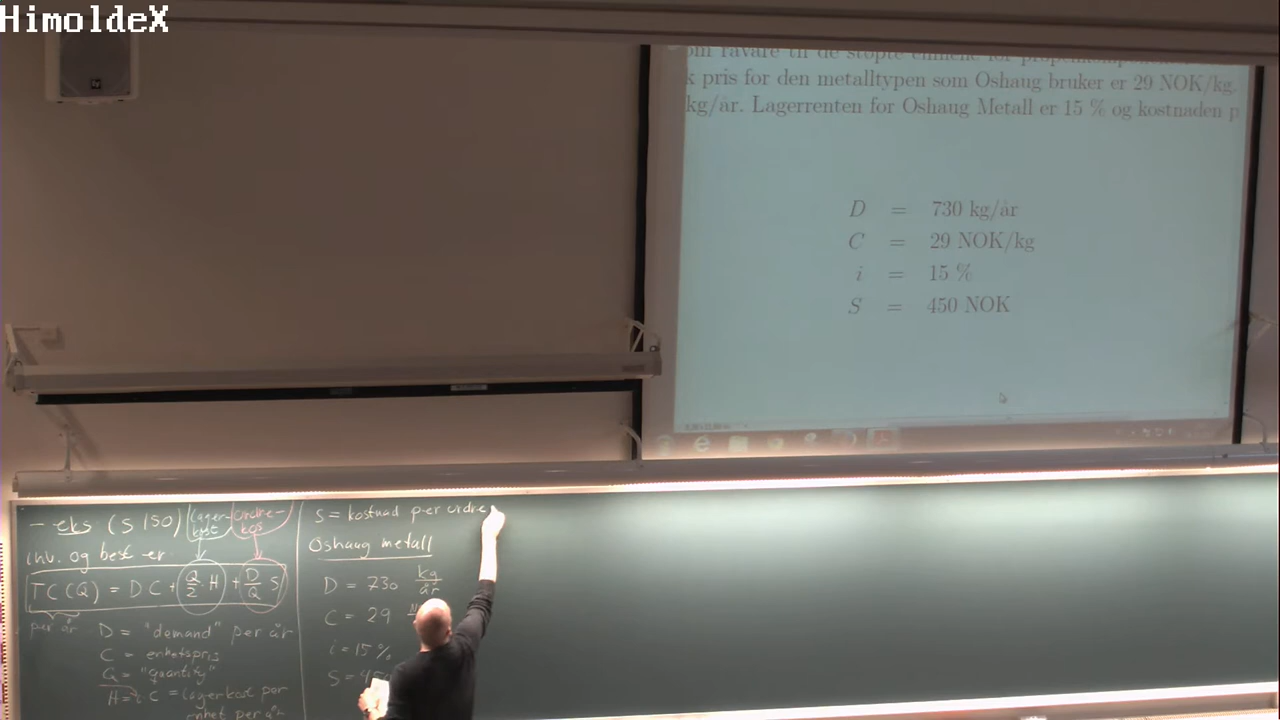 HimoldeX
k pris for den metalltypen som Oshaug bruker er 29 NOK/kg.
kg/år. Lagerrenten for Oshaug Metall er 15 % og kostnaden p
D = 730 kg/år
C = 29 NOK/kg
i = 15 %
S = 450 NOK
- eks (S 150)
lager-
kost
ordre-
kos
inv. og best er
TC(Q) = DC + Q/2 · H + D/Q S
per år
D = "demand" per år
C = enhetspris
Q = "quantity"
H = i · C = lagerkost per
enhet per år
S = kostnad per ordre
Oshaug metall
D = 730 kg/år
C = 29
i = 15 %
S = 45